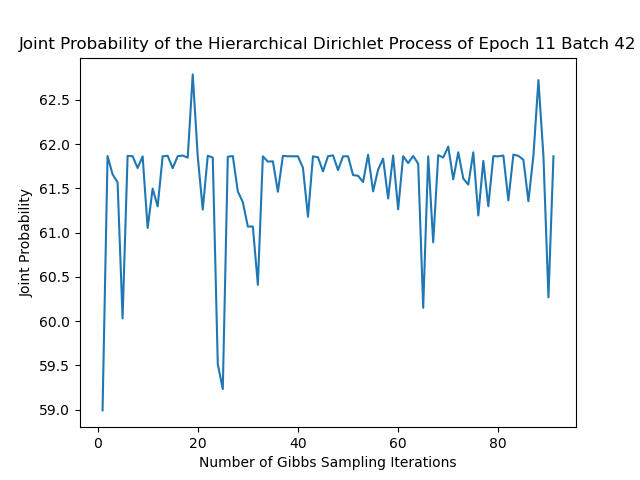 Joint Probability of the Hierarchical Dirichlet Process of Epoch 11 Batch 42
62.5
62.0
61.5
61.0
60.5
60.0
59.5
59.0
Joint Probability
0 20 40 60 80
Number of Gibbs Sampling Iterations